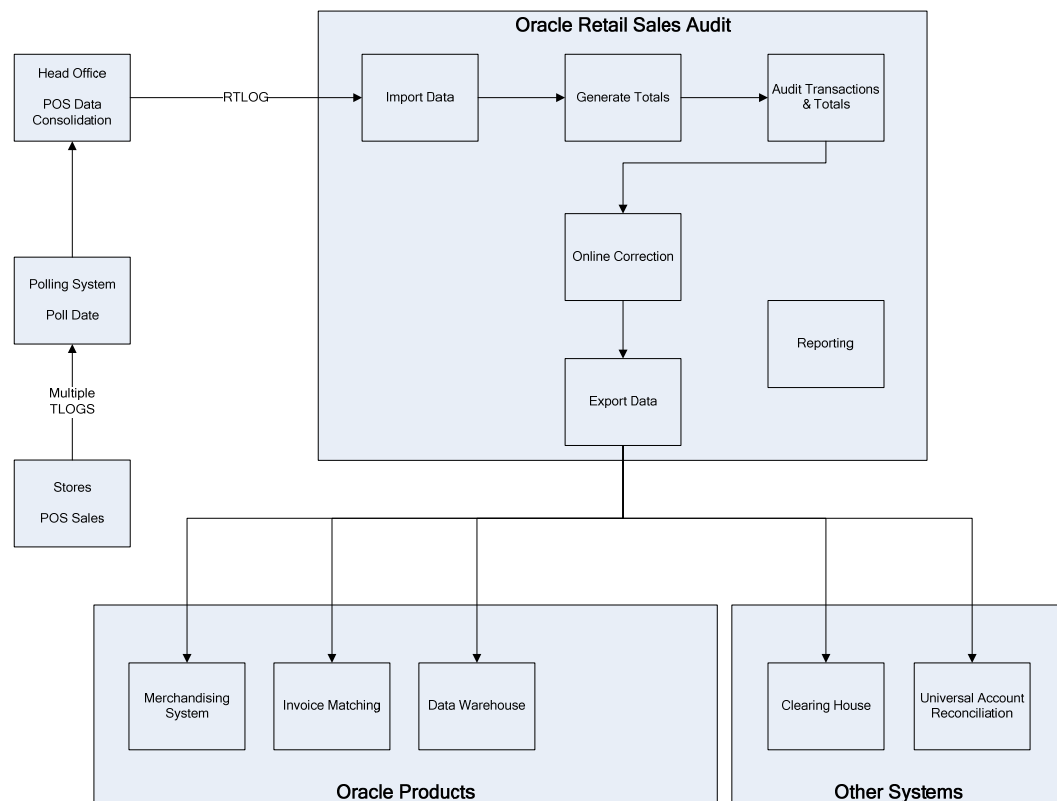 Oracle Retail Sales Audit
Head Office
POS Data
Consolidation
RTLOG
Import Data
Generate Totals
Audit Transactions
& Totals
Online Correction
Polling System
Poll Date
Reporting
Multiple
TLOGS
Export Data
Stores
POS Sales
Merchandising
System
Invoice Matching
Data Warehouse
Clearing House
Universal Account
Reconciliation
Oracle Products
Other Systems